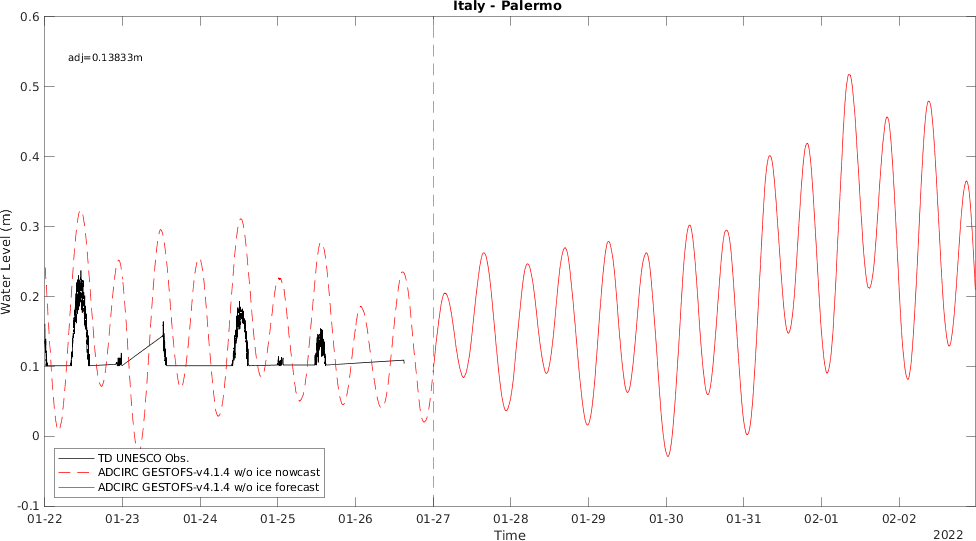 Italy - Palermo
adj=0.13833m
Water Level (m)
0.6
0.5
0.4
0.3
0.2
0.1
0
-0.1
TD UNESCO Obs.
ADCIRC GESTOFS-v4.1.4 w/o ice nowcast
ADCIRC GESTOFS-v4.1.4 w/o ice forecast
01-22 01-23 01-24 01-25 01-26 01-27 01-28 01-29 01-30 01-31 02-01 02-02
Time
2022